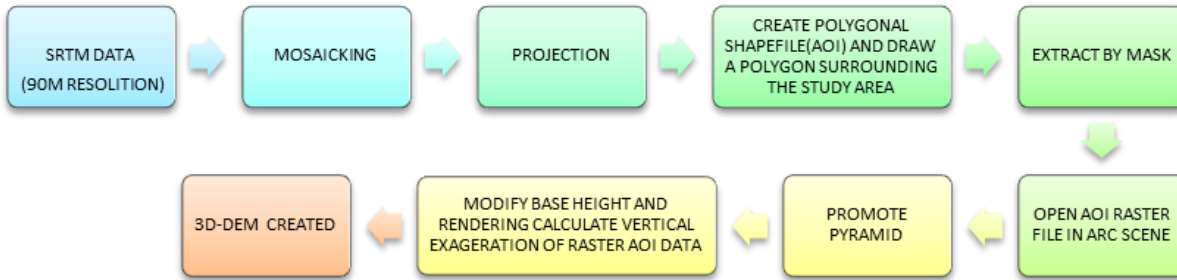 SRTM DATA
(90M RESOLITION)
MOSAICKING
PROJECTION
CREATE POLYGONAL
SHAPEFILE(AOI) AND DRAW
A POLYGON SURROUNDING
THE STUDY AREA
EXTRACT BY MASK
OPEN AOI RASTER
FILE IN ARC SCENE
PROMOTE
PYRAMID
MODIFY BASE HEIGHT AND
RENDERING CALCULATE VERTICAL
EXAGERATION OF RASTER AOI DATA
3D-DEM CREATED